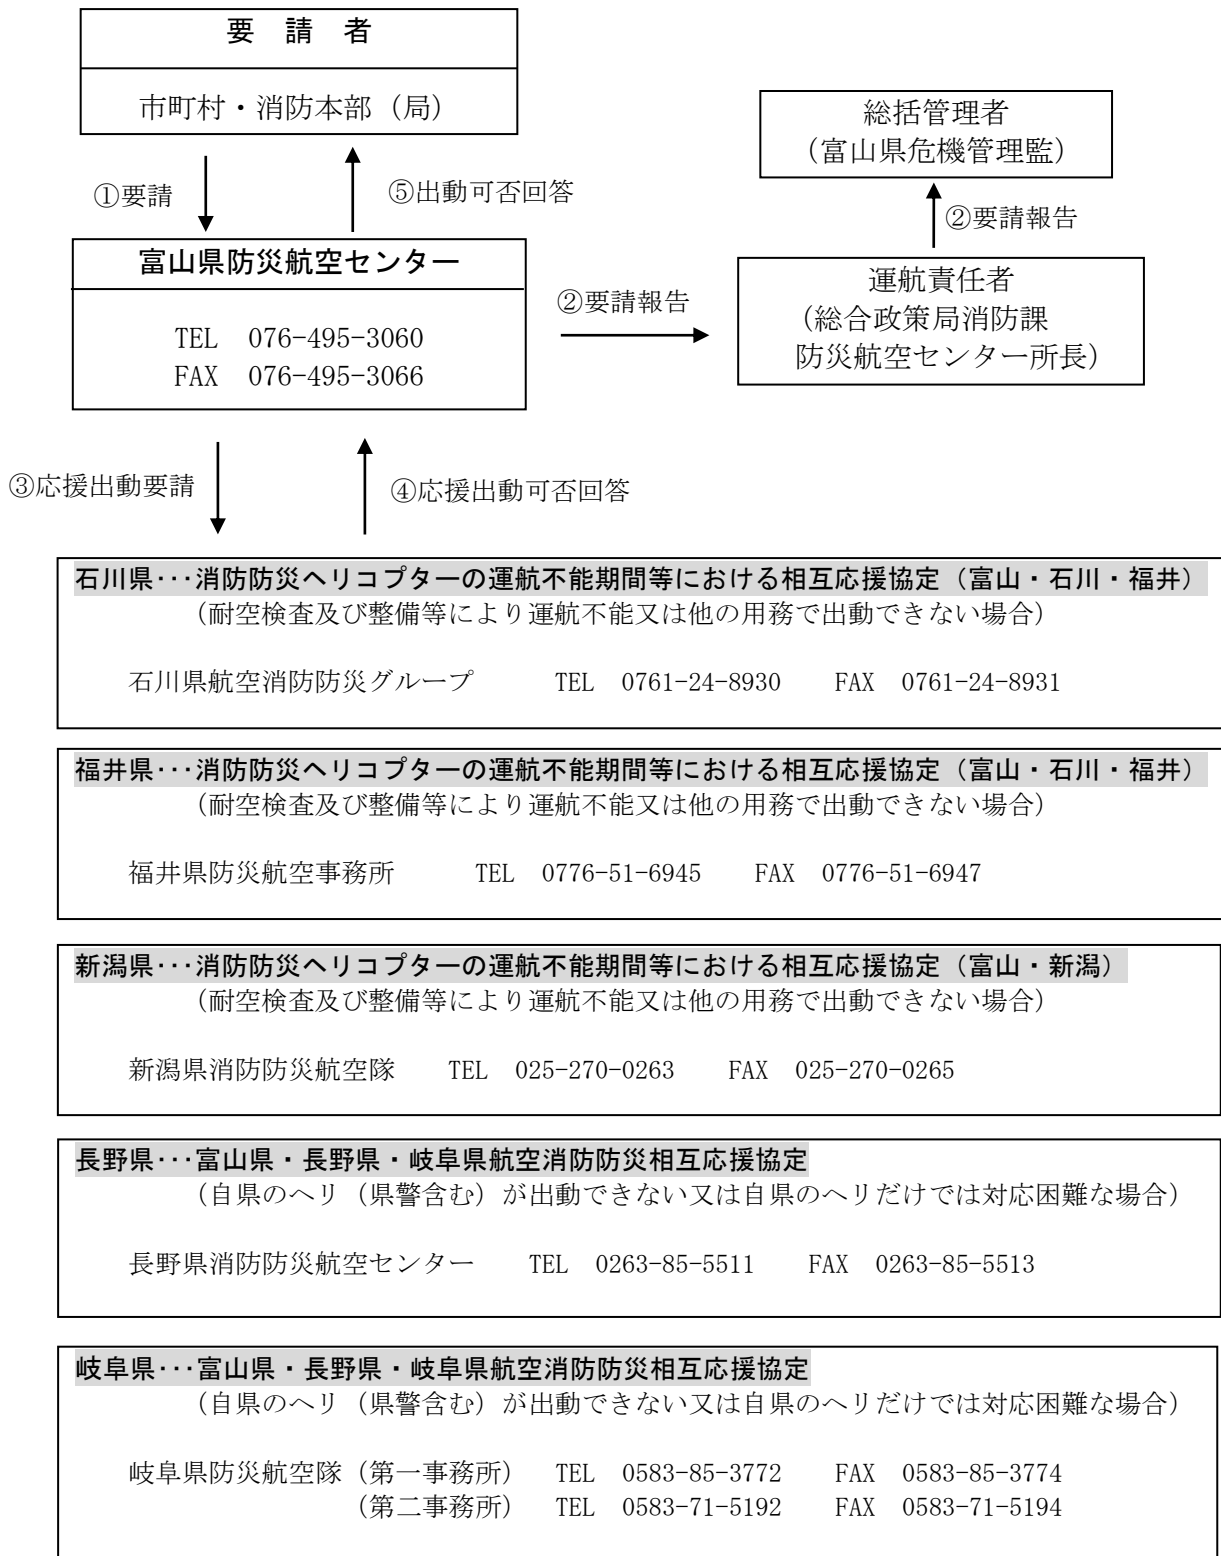 要　請　者
市町村・消防本部（局）
①要請
⑤出動可否回答
総括管理者
（富山県危機管理監）
②要請報告
富山県防災航空センター
TEL　076-495-3060
FAX　076-495-3066
②要請報告
運航責任者
（総合政策局消防課
防災航空センター所長）
③応援出動要請
④応援出動可否回答
石川県･･･消防防災ヘリコプターの運航不能期間等における相互応援協定（富山・石川・福井）
（耐空検査及び整備等により運航不能又は他の用務で出動できない場合）
石川県航空消防防災グループ　　　TEL　0761-24-8930　　FAX　0761-24-8931
福井県･･･消防防災ヘリコプターの運航不能期間等における相互応援協定（富山・石川・福井）
（耐空検査及び整備等により運航不能又は他の用務で出動できない場合）
福井県防災航空事務所　　　TEL　0776-51-6945　　FAX　0776-51-6947
新潟県･･･消防防災ヘリコプターの運航不能期間等における相互応援協定（富山・新潟）
（耐空検査及び整備等により運航不能又は他の用務で出動できない場合）
新潟県消防防災航空隊　　TEL　025-270-0263　　FAX　025-270-0265
長野県･･･富山県・長野県・岐阜県航空消防防災相互応援協定
（自県のヘリ（県警含む）が出動できない又は自県のヘリだけでは対応困難な場合）
長野県消防防災航空センター　　TEL　0263-85-5511　　FAX　0263-85-5513
岐阜県･･･富山県・長野県・岐阜県航空消防防災相互応援協定
（自県のヘリ（県警含む）が出動できない又は自県のヘリだけでは対応困難な場合）
岐阜県防災航空隊（第一事務所）　TEL　0583-85-3772　　FAX　0583-85-3774
（第二事務所）　TEL　0583-71-5192　　FAX　0583-71-5194